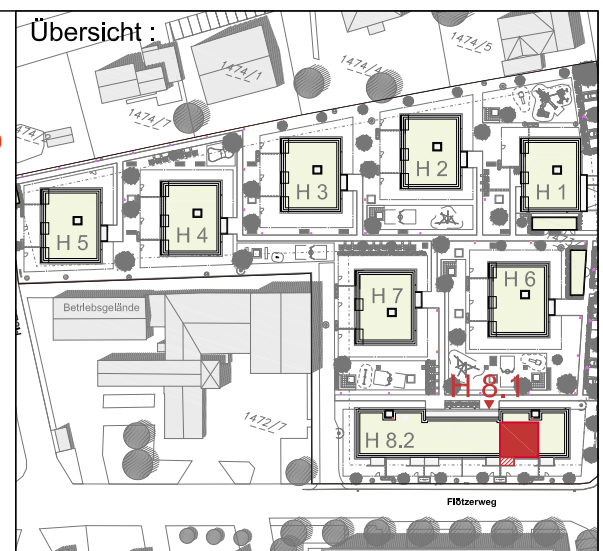 Übersicht :
1474/5
1474/1
1474/4
1474/7
H 2
H 3
H 1
H 4
H 5
H 6
H 7
Betriebsgelände
H 8.1
1472/7
H 8.2
Flötzerweg